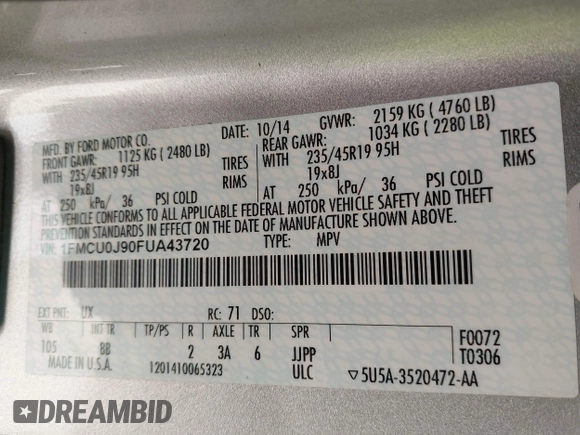 MFD. BY FORD MOTOR CO.
DATE: 10/14
GVWR: 2159 KG ( 4760 LB)
FRONT GAWR: 1125 KG ( 2480 LB)
REAR GAWR: 1034 KG ( 2280 LB)
WITH 235/45R19 95H TIRES
WITH 235/45R19 95H TIRES
19x8J RIMS
19x8J RIMS
AT 250 kPa/ 36 PSI COLD
AT 250 kPa/ 36 PSI COLD
THIS VEHICLE CONFORMS TO ALL APPLICABLE FEDERAL MOTOR VEHICLE SAFETY AND THEFT
PREVENTION STANDARDS IN EFFECT ON THE DATE OF MANUFACTURE SHOWN ABOVE.
VIN: 1FMCU0J90FUA43720
TYPE: MPV
EXT PNT: UX RC: 71 DSO:
WB INT TR TP/PS R AXLE TR SPR
105 BB 2 3A 6 JJPP
F0072
T0306
MADE IN U.S.A. 1201410065323 ULC
▽5U5A-3520472-AA
DREAMBID